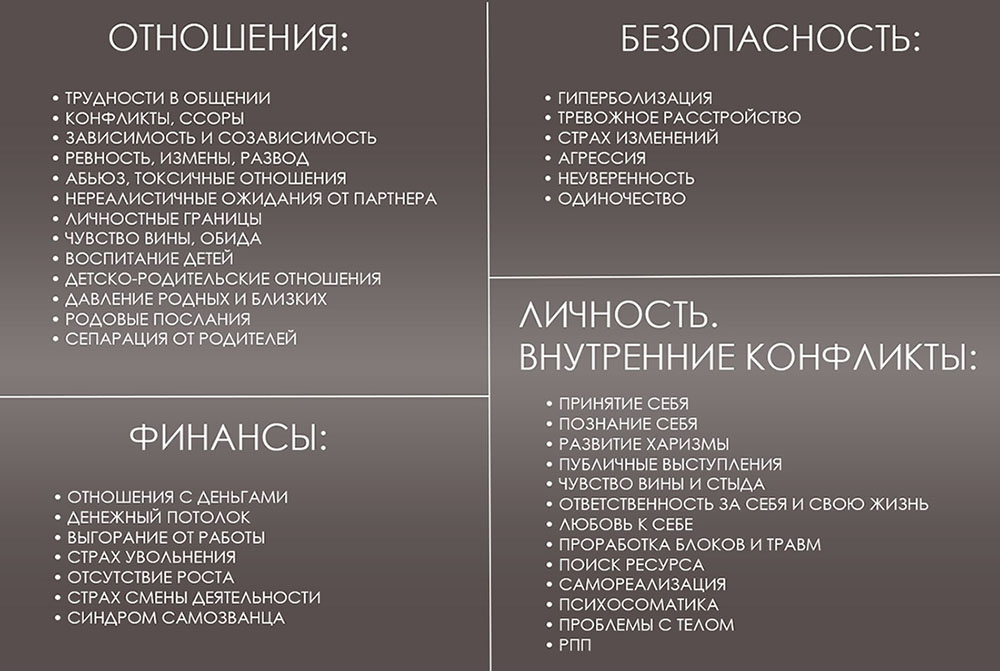 ОТНОШЕНИЯ:
• ТРУДНОСТИ В ОБЩЕНИИ
• КОНФЛИКТЫ, ССОРЫ
• ЗАВИСИМОСТЬ И СОЗАВИСИМОСТЬ
• РЕВНОСТЬ, ИЗМЕНЫ, РАЗВОД
• АБЬЮЗ, ТОКСИЧНЫЕ ОТНОШЕНИЯ
• НЕРЕАЛИСТИЧНЫЕ ОЖИДАНИЯ ОТ ПАРТНЕРА
• ЛИЧНОСТНЫЕ ГРАНИЦЫ
• ЧУВСТВО ВИНЫ, ОБИДА
• ВОСПИТАНИЕ ДЕТЕЙ
• ДЕТСКО-РОДИТЕЛЬСКИЕ ОТНОШЕНИЯ
• ДАВЛЕНИЕ РОДНЫХ И БЛИЗКИХ
• РОДОВЫЕ ПОСЛАНИЯ
• СЕПАРАЦИЯ ОТ РОДИТЕЛЕЙ
БЕЗОПАСНОСТЬ:
• ГИПЕРБОЛИЗАЦИЯ
• ТРЕВОЖНОЕ РАССТРОЙСТВО
• СТРАХ ИЗМЕНЕНИЙ
• АГРЕССИЯ
• НЕУВЕРЕННОСТЬ
• ОДИНОЧЕСТВО
ФИНАНСЫ:
• ОТНОШЕНИЯ С ДЕНЬГАМИ
• ДЕНЕЖНЫЙ ПОТОЛОК
• ВЫГОРАНИЕ ОТ РАБОТЫ
• СТРАХ УВОЛЬНЕНИЯ
• ОТСУТСТВИЕ РОСТА
• СТРАХ СМЕНЫ ДЕЯТЕЛЬНОСТИ
• СИНДРОМ САМОЗВАНЦА
ЛИЧНОСТЬ.
ВНУТРЕННИЕ КОНФЛИКТЫ:
• ПРИНЯТИЕ СЕБЯ
• ПОЗНАНИЕ СЕБЯ
• РАЗВИТИЕ ХАРИЗМЫ
• ПУБЛИЧНЫЕ ВЫСТУПЛЕНИЯ
• ЧУВСТВО ВИНЫ И СТЫДА
• ОТВЕТСТВЕННОСТЬ ЗА СЕБЯ И СВОЮ ЖИЗНЬ
• ЛЮБОВЬ К СЕБЕ
• ПРОРАБОТКА БЛОКОВ И ТРАВМ
• ПОИСК РЕСУРСА
• САМОРЕАЛИЗАЦИЯ
• ПСИХОСОМАТИКА
• ПРОБЛЕМЫ С ТЕЛОМ
• РПП